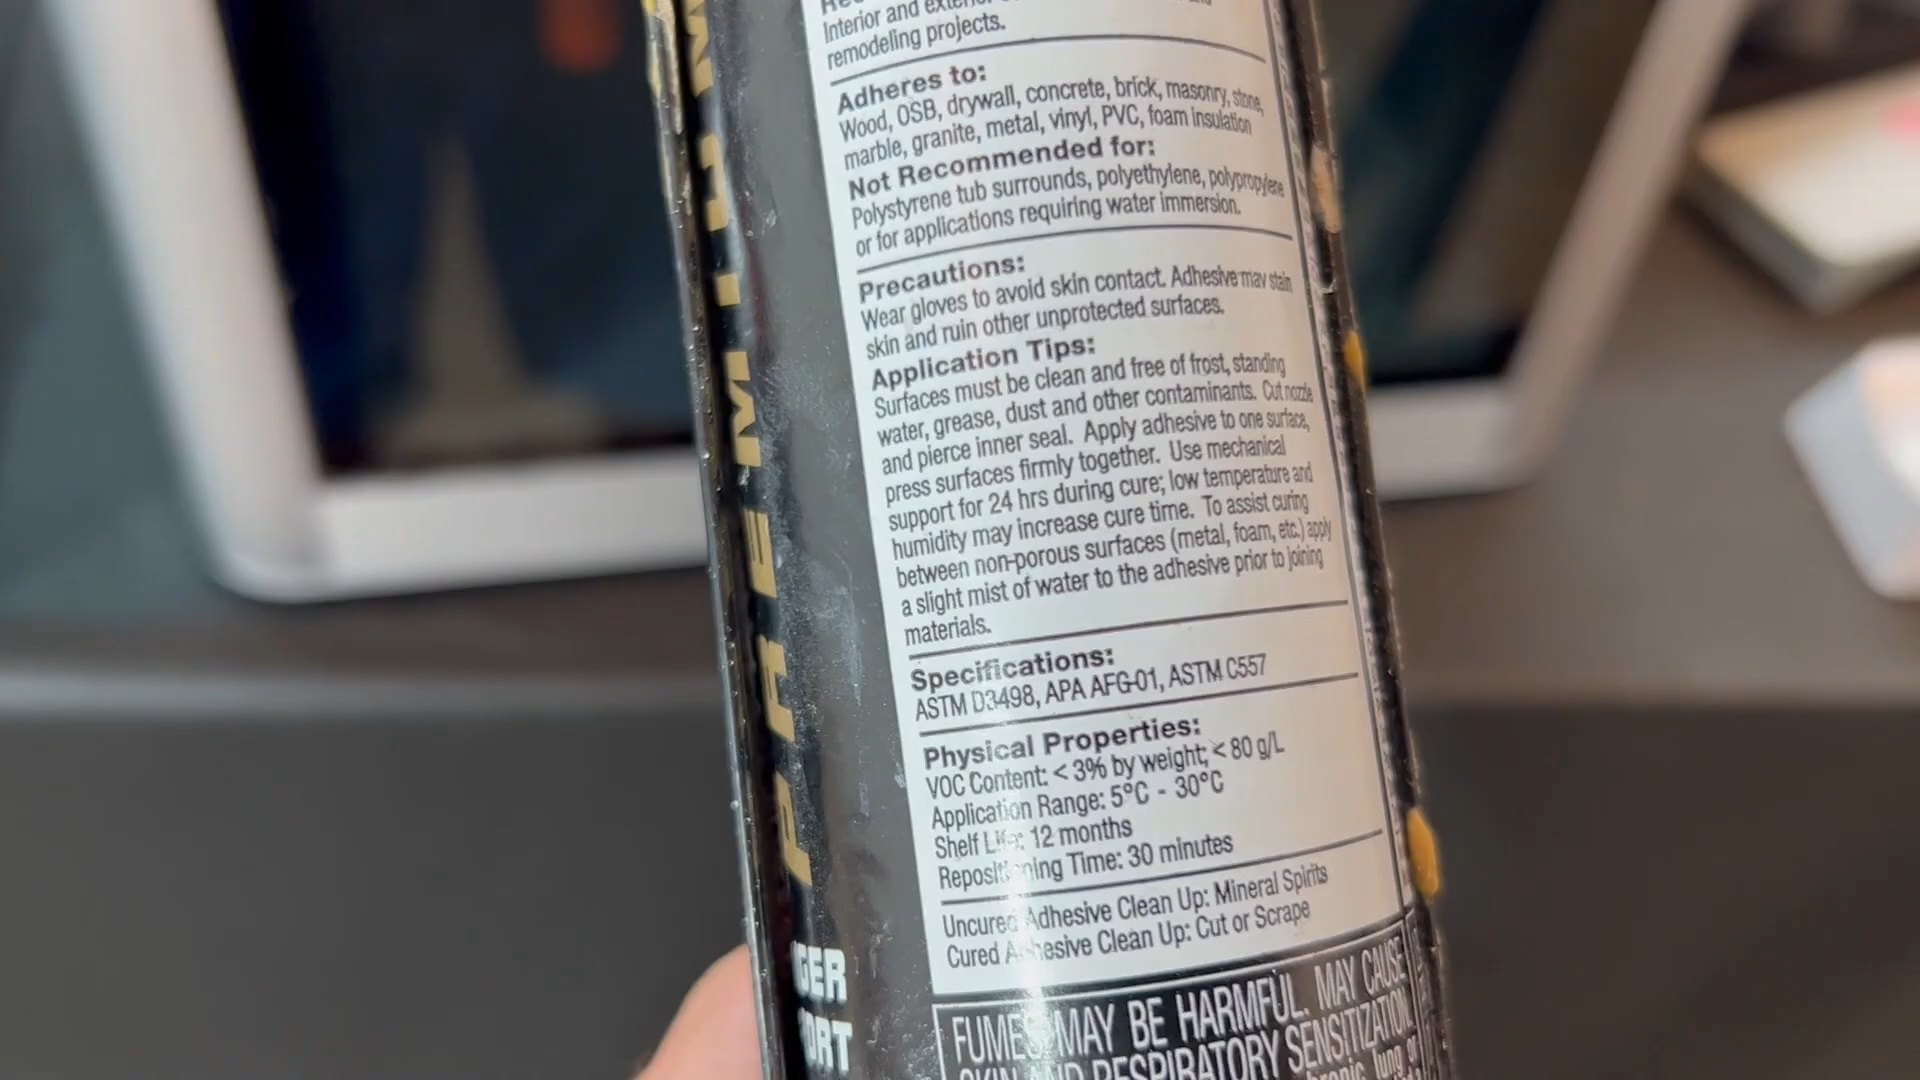 Interior and exterior
remodeling projects.
Adheres to:
Wood, OSB, drywall, concrete, brick, masonry, stone,
marble, granite, metal, vinyl, PVC, foam insulation
Not Recommended for:
Polystyrene tub surrounds, polyethylene, polypropylene
or for applications requiring water immersion.
Precautions:
Wear gloves to avoid skin contact. Adhesive may stain
skin and ruin other unprotected surfaces.
Application Tips:
Surfaces must be clean and free of frost, standing
water, grease, dust and other contaminants. Cut nozzle
and pierce inner seal. Apply adhesive to one surface,
press surfaces firmly together. Use mechanical
support for 24 hrs during cure; low temperature and
humidity may increase cure time. To assist curing
between non-porous surfaces (metal, foam, etc.) apply
a slight mist of water to the adhesive prior to joining
materials.
Specifications:
ASTM D3498, APA AFG-01, ASTM C557
Physical Properties:
VOC Content: < 3% by weight; < 80 g/L
Application Range: 5°C - 30°C
Shelf Life: 12 months
Repositioning Time: 30 minutes
Uncured Adhesive Clean Up: Mineral Spirits
Cured Adhesive Clean Up: Cut or Scrape
FUMES MAY BE HARMFUL. MAY CAUSE
SKIN AND RESPIRATORY SENSITIZATION.
lung or
PREMIUM
GER
ORT